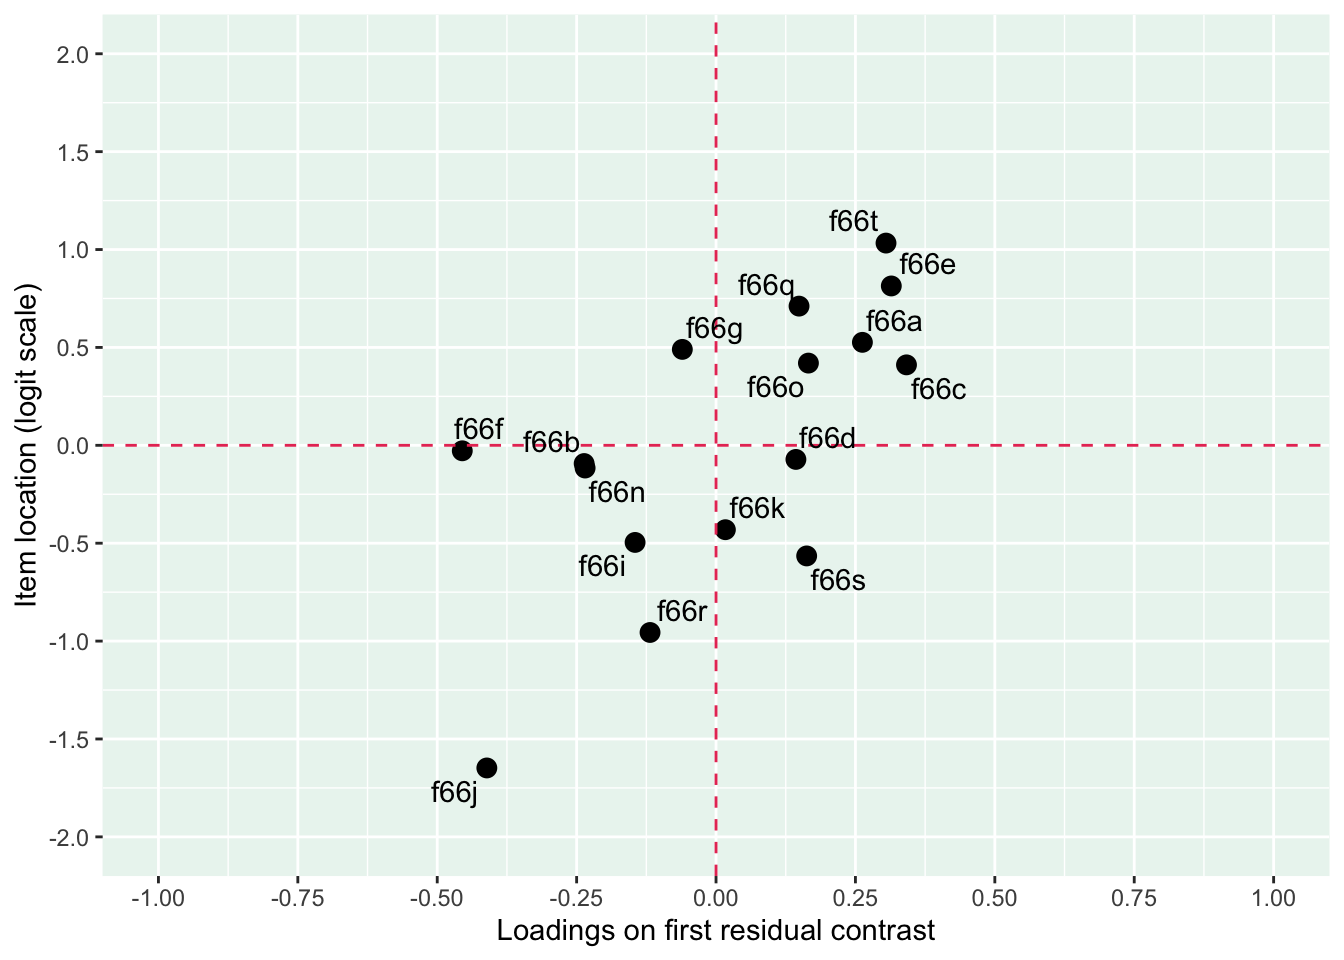 2.0
1.5
1.0
0.5
0.0
-0.5
-1.0
-1.5
-2.0
Item location (logit scale)
f66t
f66e
f66q
f66a
f66g
f66o
f66c
f66f
f66b
f66d
f66n
f66k
f66i
f66s
f66r
f66j
-1.00 -0.75 -0.50 -0.25 0.00 0.25 0.50 0.75 1.00
Loadings on first residual contrast